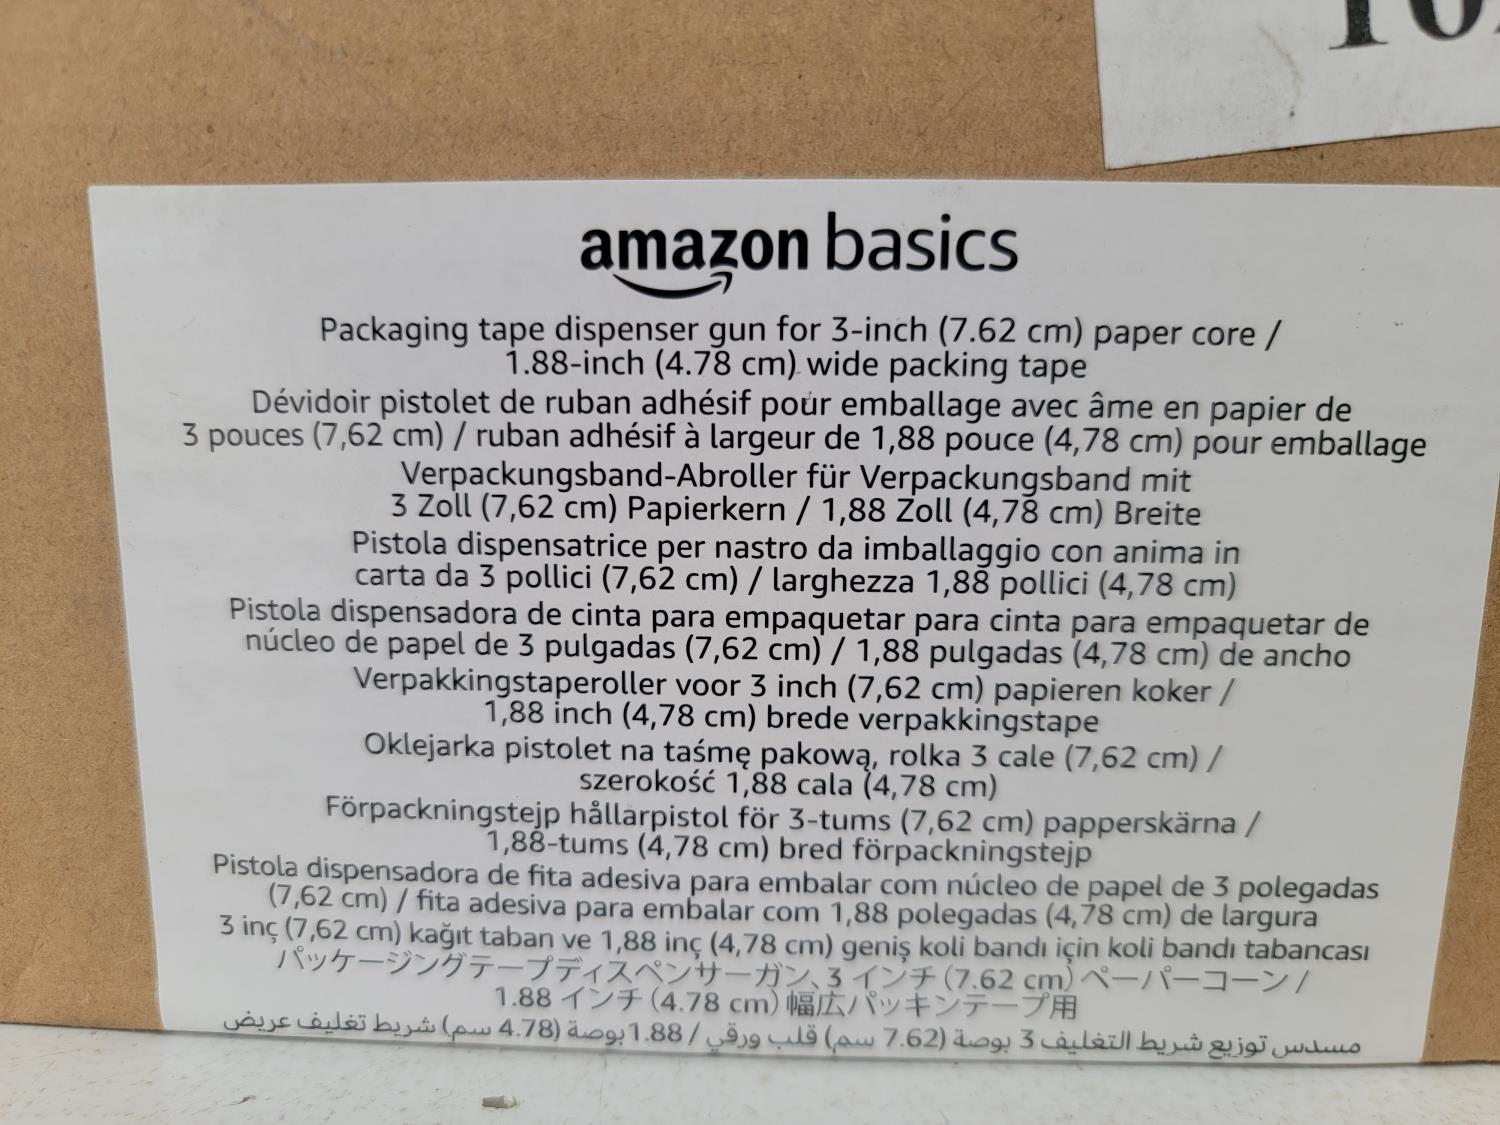 amazon basics
Packaging tape dispenser gun for 3-inch (7.62 cm) paper core /
1.88-inch (4.78 cm) wide packing tape
Dévidoir pistolet de ruban adhésif pour emballage avec âme en papier de
3 pouces (7,62 cm) / ruban adhésif à largeur de 1,88 pouce (4,78 cm) pour emballage
Verpackungsband-Abroller für Verpackungsband mit
3 Zoll (7,62 cm) Papierkern / 1,88 Zoll (4,78 cm) Breite
Pistola dispensatrice per nastro da imballaggio con anima in
carta da 3 pollici (7,62 cm) / larghezza 1,88 pollici (4,78 cm)
Pistola dispensadora de cinta para empaquetar para cinta para empaquetar de
núcleo de papel de 3 pulgadas (7,62 cm) / 1,88 pulgadas (4,78 cm) de ancho
Verpakkingstaperoller voor 3 inch (7,62 cm) papieren koker /
1,88 inch (4,78 cm) brede verpakkingstape
Oklejarka pistolet na taśmę pakową, rolka 3 cale (7,62 cm) /
szerokość 1,88 cala (4,78 cm)
Förpackningstejp hållarpistol för 3-tums (7,62 cm) papperskärna /
1,88-tums (4,78 cm) bred förpackningstejp
Pistola dispensadora de fita adesiva para embalar com núcleo de papel de 3 polegadas
(7,62 cm) / fita adesiva para embalar com 1,88 polegadas (4,78 cm) de largura
3 inç (7,62 cm) kağıt taban ve 1,88 inç (4,78 cm) geniş koli bandı için koli bandı tabancası
パッケージングテープディスペンサーガン、3 インチ (7.62 cm) ペーパーコーン /
1.88 インチ (4.78 cm) 幅広パッキンテープ用
مسدس توزيع شريط التغليف 3 بوصة (7.62 سم) قلب ورقي / 1.88 بوصة (4.78 سم) شريط تغليف عريض